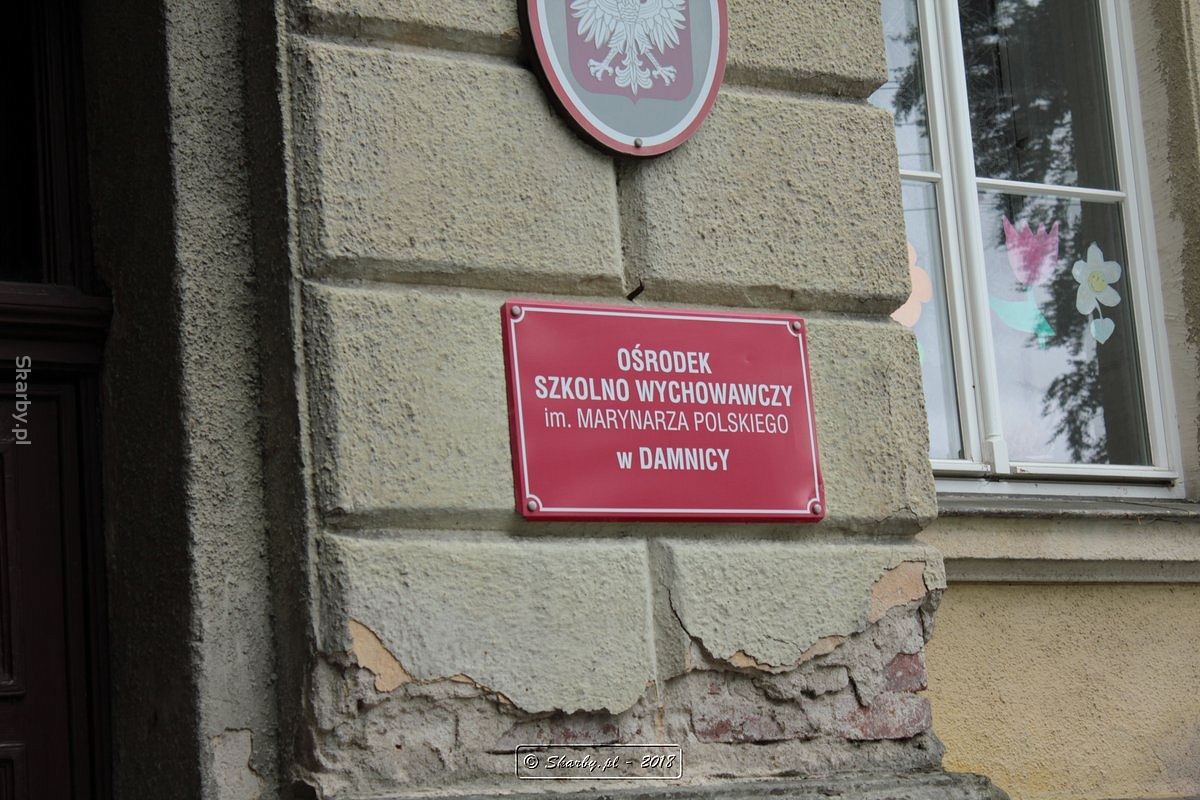 OŚRODEK
SZKOLNO WYCHOWAWCZY
im. MARYNARZA POLSKIEGO
w DAMNICY
Skarby.pl
© Skarby.pl - 2018